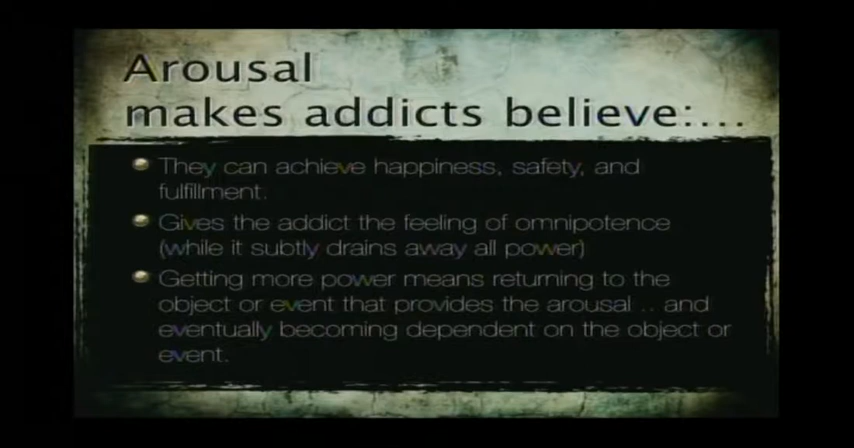 Arousal
makes addicts believe:...
They can achieve happiness, safety, and
fulfillment.
Gives the addict the feeling of omnipotence
(while it subtly drains away all power)
Getting more power means returning to the
object or event that provides the arousal .. and
eventually becoming dependent on the object or
event.